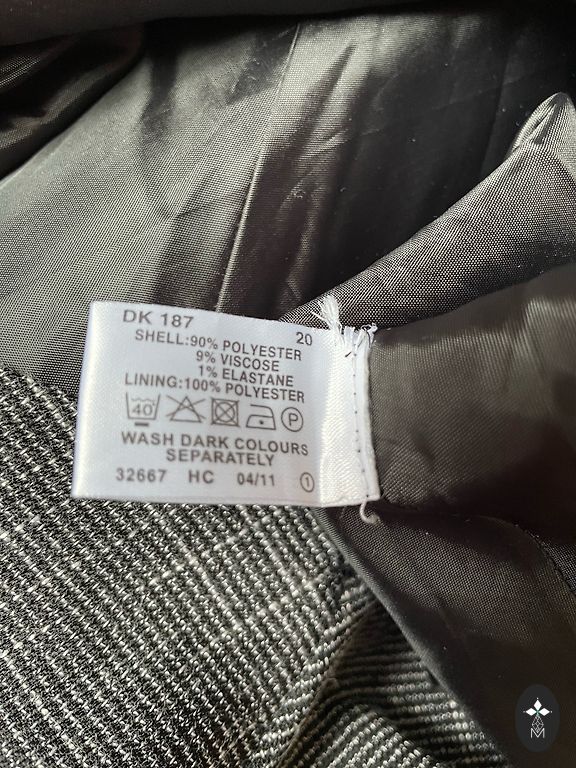 DK 187
20
SHELL:90% POLYESTER
9% VISCOSE
1% ELASTANE
LINING:100% POLYESTER
40 P
WASH DARK COLOURS
SEPARATELY
32667 HC 04/11 1
M